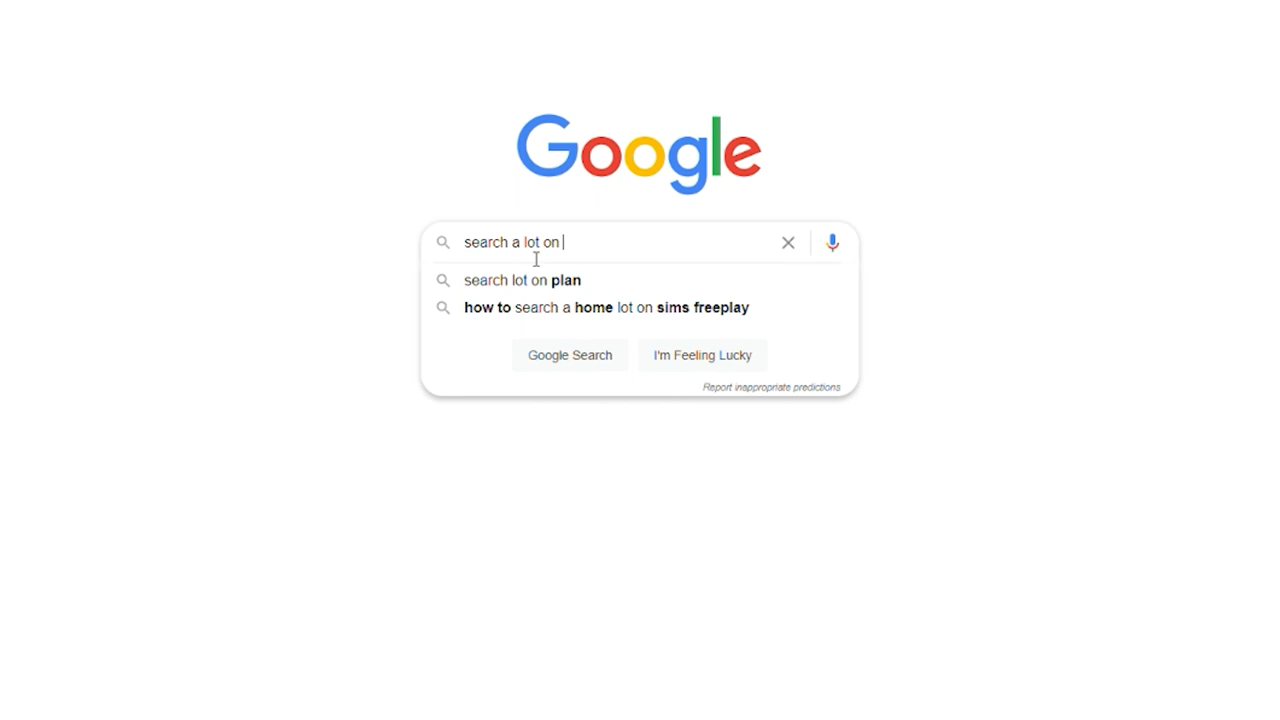 Google
search a lot on
search lot on plan
how to search a home lot on sims freeplay
Google Search I'm Feeling Lucky
Report inappropriate predictions